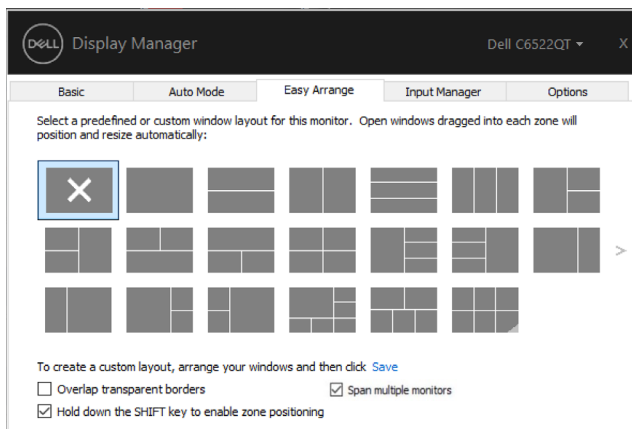 DELL Display Manager Dell C6522QT X
Basic Auto Mode Easy Arrange Input Manager Options
Select a predefined or custom window layout for this monitor. Open windows dragged into each zone will
position and resize automatically:
To create a custom layout, arrange your windows and then click Save
Overlap transparent borders Span multiple monitors
Hold down the SHIFT key to enable zone positioning